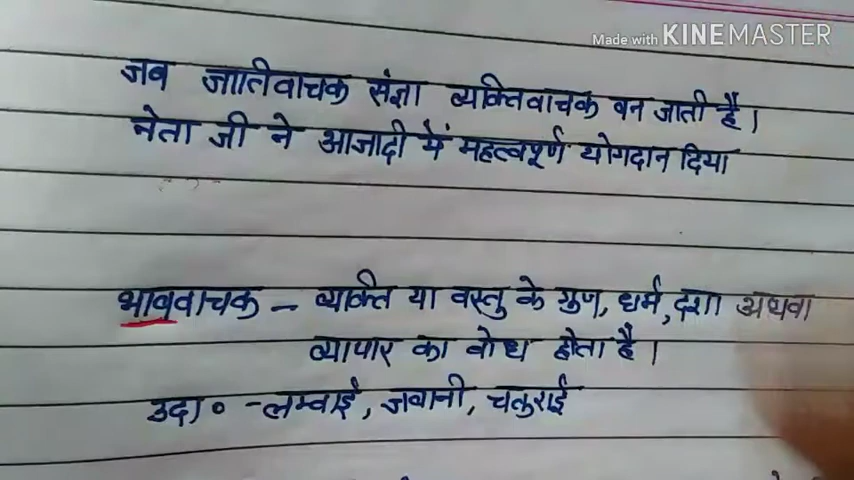 Made with KINEMASTER
जब जातिवाचक संज्ञा व्यक्तिवाचक बन जाती है।
नेता जी ने आजादी में महत्वपूर्ण योगदान दिया
भाववाचक – व्यक्ति या वस्तु के गुण, धर्म, दशा अथवा
व्यापार का बोध होता है।
उदा० - लम्बाई, जवानी, चतुराई